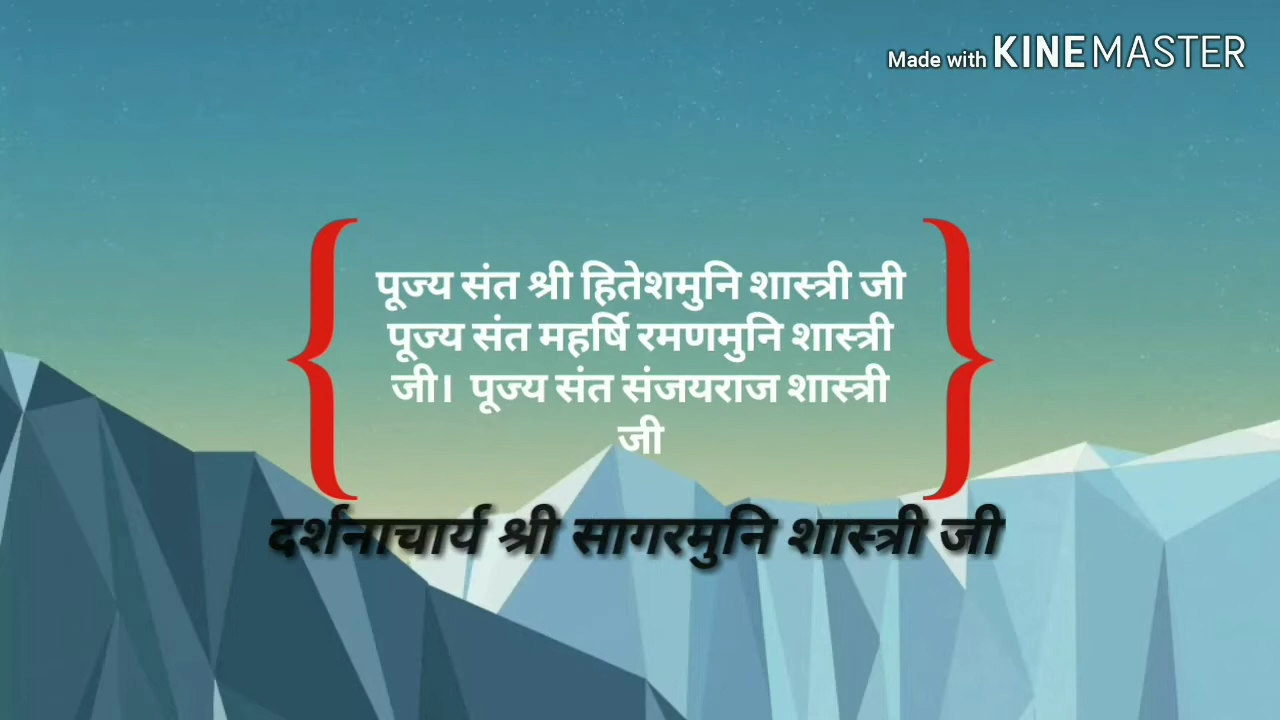 Made with KINEMASTER
पूज्य संत श्री हितेशमुनि शास्त्री जी
पूज्य संत महर्षि रमणमुनि शास्त्री
जी। पूज्य संत संजयराज शास्त्री
जी
दर्शनाचार्य श्री सागरमुनि शास्त्री जी